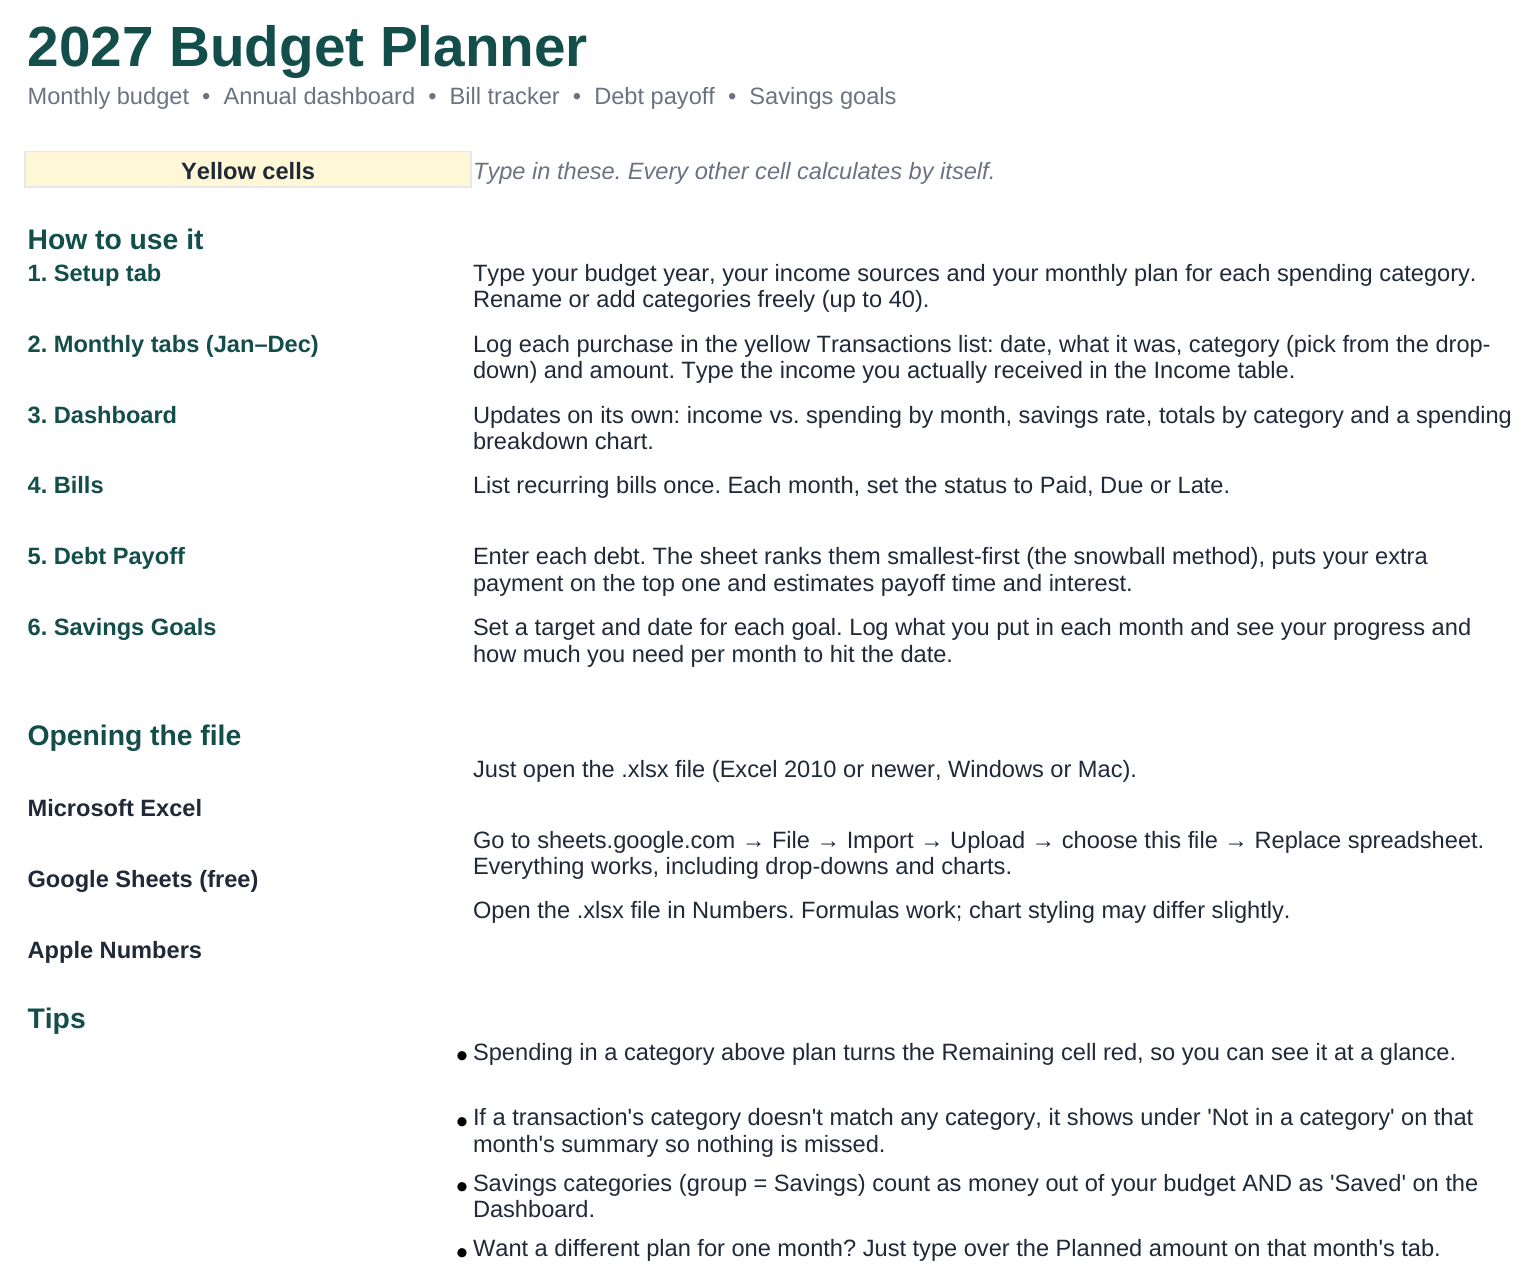 2027 Budget Planner
Monthly budget • Annual dashboard • Bill tracker • Debt payoff • Savings goals
Yellow cells Type in these. Every other cell calculates by itself.
How to use it
1. Setup tab Type your budget year, your income sources and your monthly plan for each spending category.
Rename or add categories freely (up to 40).
2. Monthly tabs (Jan–Dec) Log each purchase in the yellow Transactions list: date, what it was, category (pick from the drop-
down) and amount. Type the income you actually received in the Income table.
3. Dashboard Updates on its own: income vs. spending by month, savings rate, totals by category and a spending
breakdown chart.
4. Bills List recurring bills once. Each month, set the status to Paid, Due or Late.
5. Debt Payoff Enter each debt. The sheet ranks them smallest-first (the snowball method), puts your extra
payment on the top one and estimates payoff time and interest.
6. Savings Goals Set a target and date for each goal. Log what you put in each month and see your progress and
how much you need per month to hit the date.
Opening the file
Just open the .xlsx file (Excel 2010 or newer, Windows or Mac).
Microsoft Excel
Go to sheets.google.com → File → Import → Upload → choose this file → Replace spreadsheet.
Everything works, including drop-downs and charts.
Google Sheets (free)
Open the .xlsx file in Numbers. Formulas work; chart styling may differ slightly.
Apple Numbers
Tips
• Spending in a category above plan turns the Remaining cell red, so you can see it at a glance.
• If a transaction's category doesn't match any category, it shows under 'Not in a category' on that
month's summary so nothing is missed.
• Savings categories (group = Savings) count as money out of your budget AND as 'Saved' on the
Dashboard.
• Want a different plan for one month? Just type over the Planned amount on that month's tab.